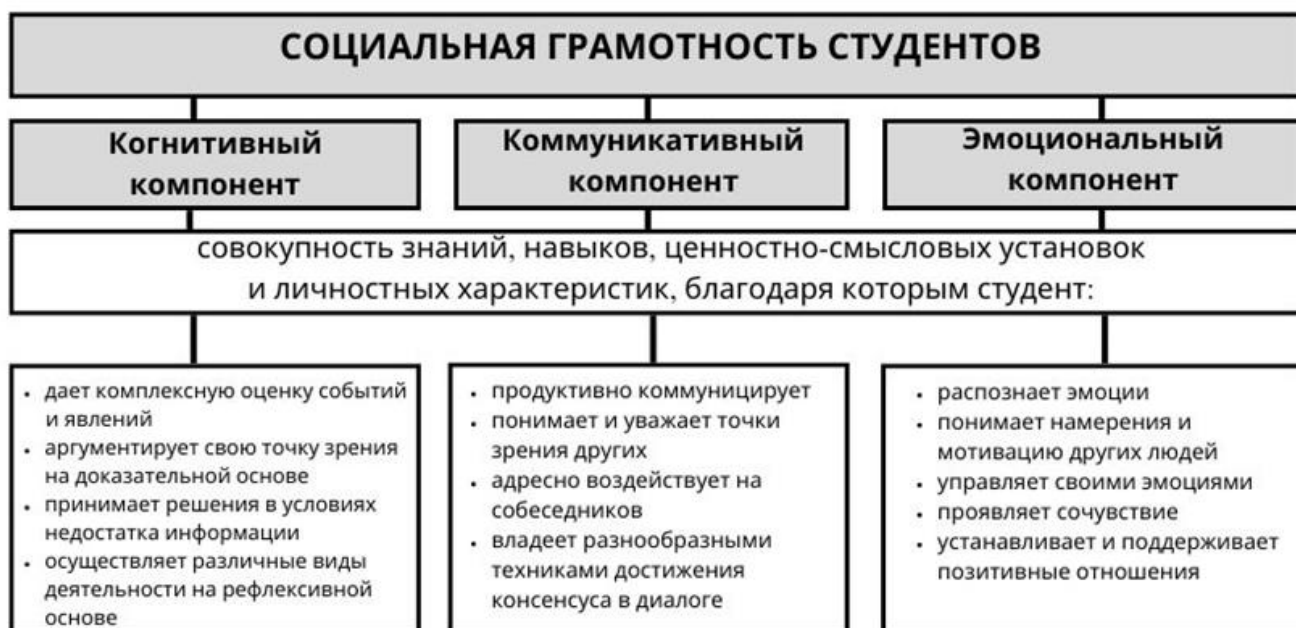 СОЦИАЛЬНАЯ ГРАМОТНОСТЬ СТУДЕНТОВ
Когнитивный
компонент
Коммуникативный
компонент
Эмоциональный
компонент
совокупность знаний, навыков, ценностно-смысловых установок
и личностных характеристик, благодаря которым студент:
• дает комплексную оценку событий
и явлений
• аргументирует свою точку зрения
на доказательной основе
• принимает решения в условиях
недостатка информации
• осуществляет различные виды
деятельности на рефлексивной
основе
• продуктивно коммуницирует
• понимает и уважает точки
зрения других
• адресно воздействует на
собеседников
• владеет разнообразными
техниками достижения
консенсуса в диалоге
• распознает эмоции
• понимает намерения и
мотивацию других людей
• управляет своими эмоциями
• проявляет сочувствие
• устанавливает и поддерживает
позитивные отношения